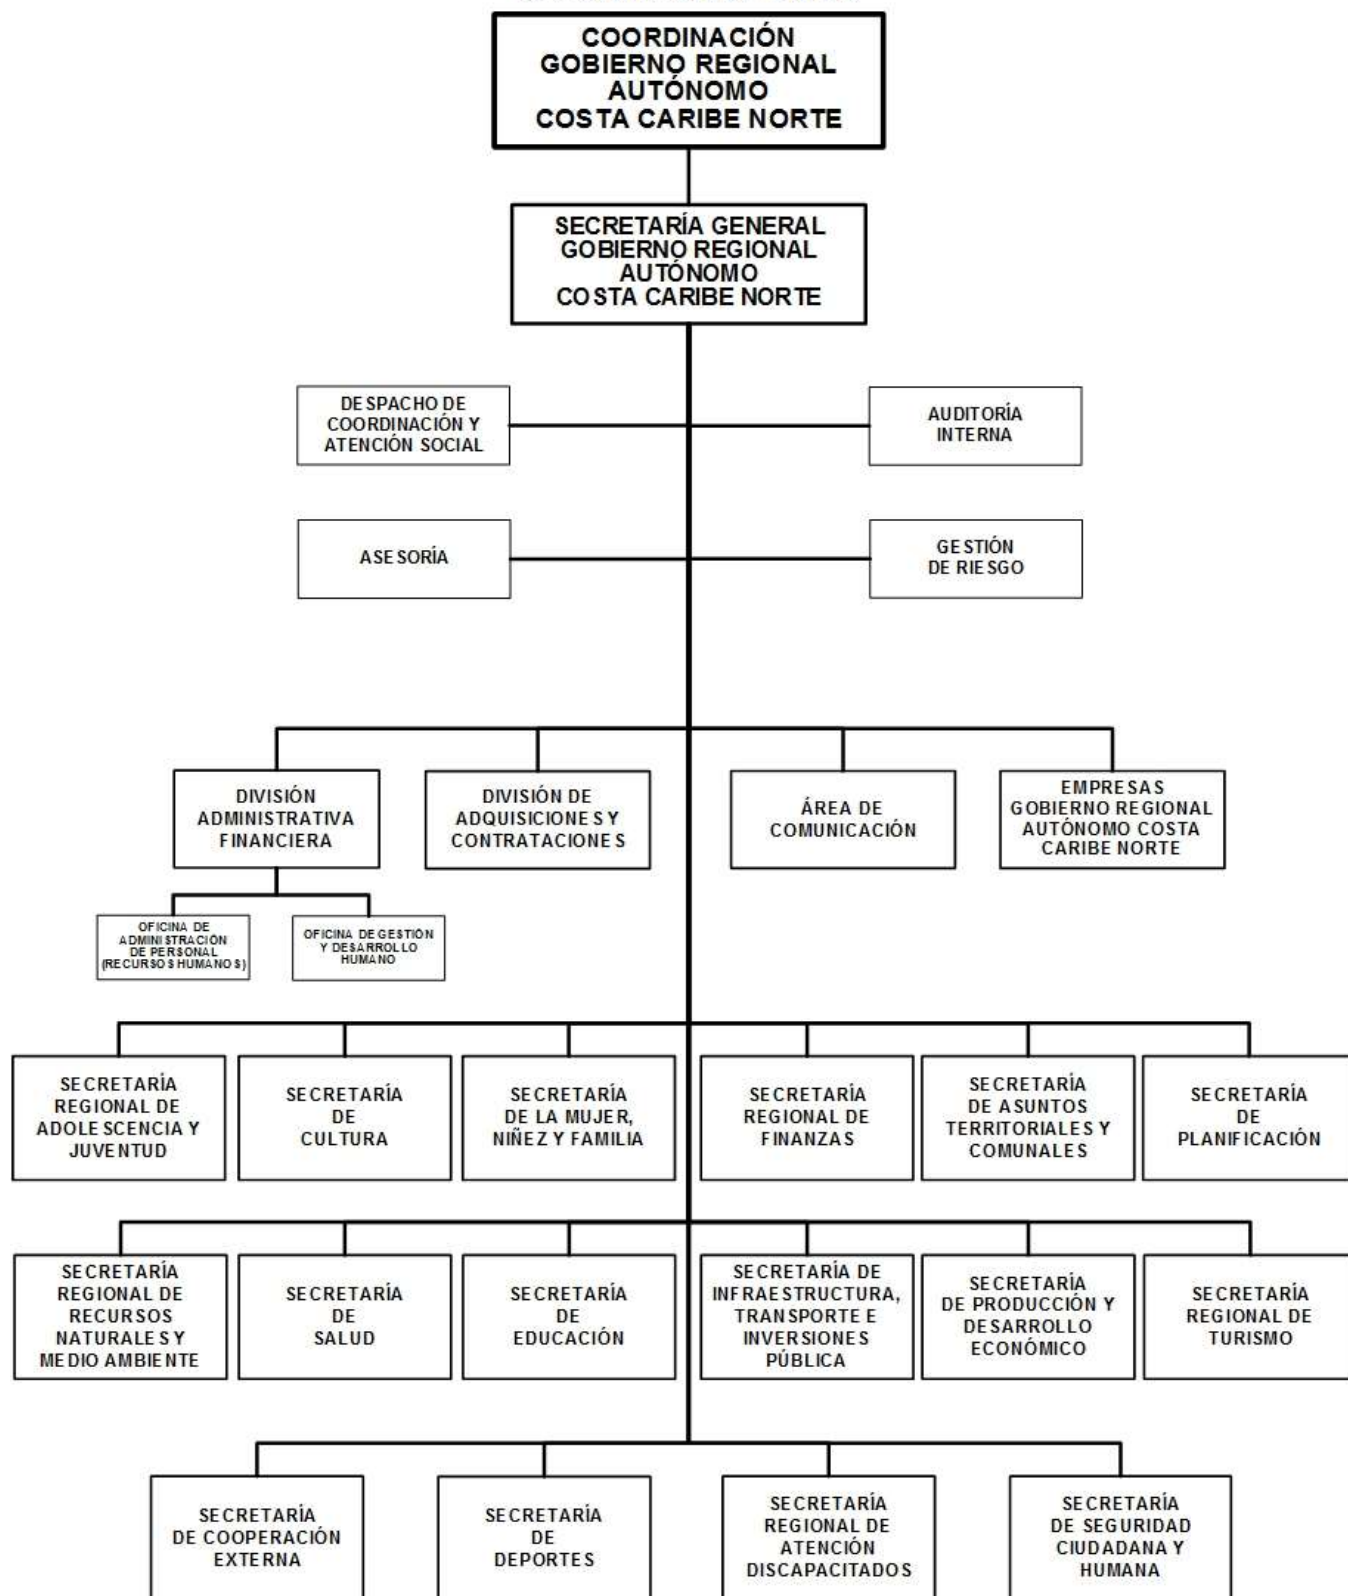 COORDINACIÓN
GOBIERNO REGIONAL
AUTÓNOMO
COSTA CARIBE NORTE
SECRETARÍA GENERAL
GOBIERNO REGIONAL
AUTÓNOMO
COSTA CARIBE NORTE
DESPACHO DE
COORDINACIÓN Y
ATENCIÓN SOCIAL
AUDITORÍA
INTERNA
ASESORÍA
GESTIÓN
DE RIESGO
DIVISIÓN
ADMINISTRATIVA
FINANCIERA
DIVISIÓN DE
ADQUISICIONES Y
CONTRATACIONES
ÁREA DE
COMUNICACIÓN
EMPRESAS
GOBIERNO REGIONAL
AUTÓNOMO COSTA
CARIBE NORTE
OFICINA DE
ADMINISTRACIÓN
DE PERSONAL
(RECURSOS HUMANOS)
OFICINA DE GESTIÓN
Y DESARROLLO
HUMANO
SECRETARÍA
REGIONAL DE
ADOLESCENCIA Y
JUVENTUD
SECRETARÍA
DE
CULTURA
SECRETARÍA
DE LA MUJER,
NIÑEZ Y FAMILIA
SECRETARÍA
REGIONAL DE
FINANZAS
SECRETARÍA
DE ASUNTOS
TERRITORIALES Y
COMUNALES
SECRETARÍA
DE
PLANIFICACIÓN
SECRETARÍA
REGIONAL DE
RECURSOS
NATURALES Y
MEDIO AMBIENTE
SECRETARÍA
DE
SALUD
SECRETARÍA
DE
EDUCACIÓN
SECRETARÍA DE
INFRAESTRUCTURA,
TRANSPORTE E
INVERSIONES
PÚBLICA
SECRETARÍA
DE PRODUCCIÓN Y
DESARROLLO
ECONÓMICO
SECRETARÍA
REGIONAL DE
TURISMO
SECRETARÍA
DE COOPERACIÓN
EXTERNA
SECRETARÍA
DE
DEPORTES
SECRETARÍA
REGIONAL DE
ATENCIÓN
DISCAPACITADOS
SECRETARÍA
DE SEGURIDAD
CIUDADANA Y
HUMANA